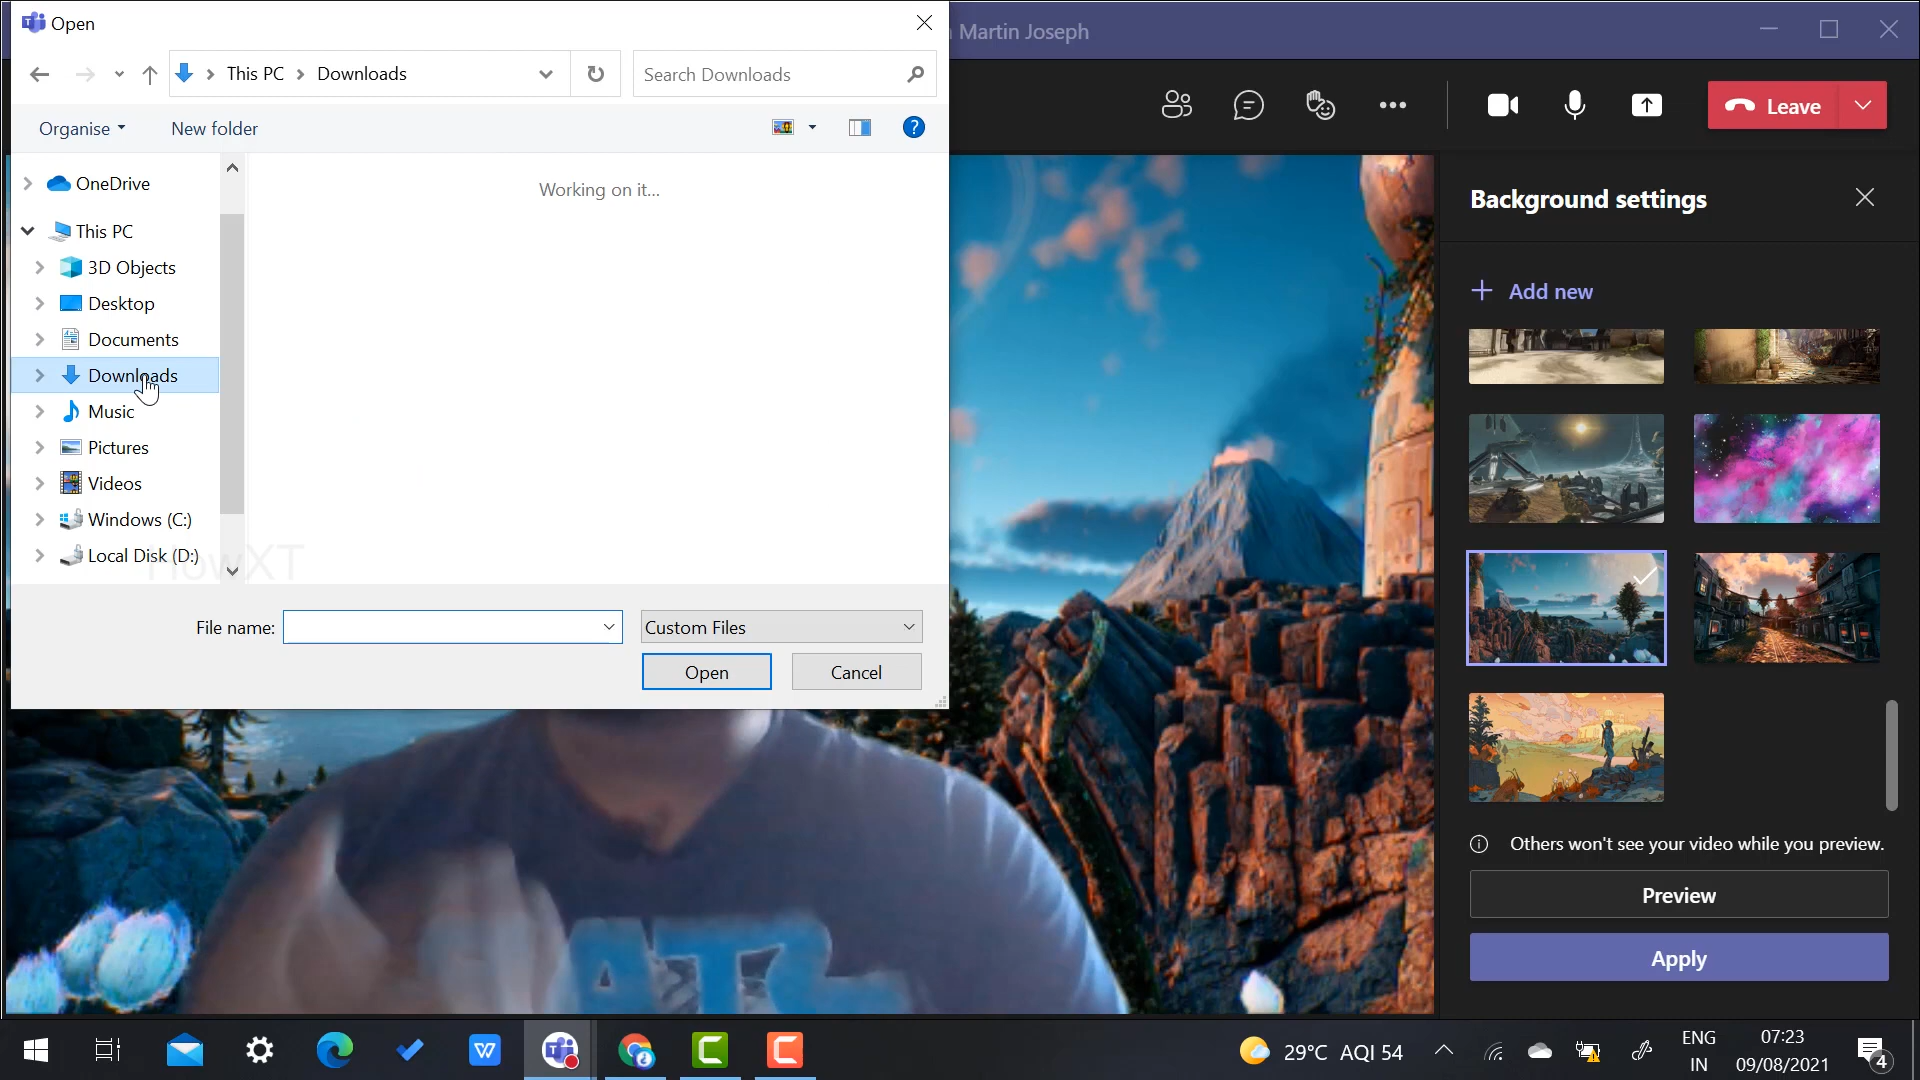 Open
Martin Joseph
This PC
Downloads
Search Downloads
Leave
Organise
New folder
?
Working on it...
OneDrive
This PC
3D Objects
Desktop
Documents
Downloads
Music
Pictures
Videos
Windows (C:)
Local Disk (D:)
HowXT
File name:
Custom Files
Open
Cancel
Background settings
Add new
Others won't see your video while you preview.
Preview
Apply
29°C AQI 54
ENG
IN
07:23
09/08/2021
4